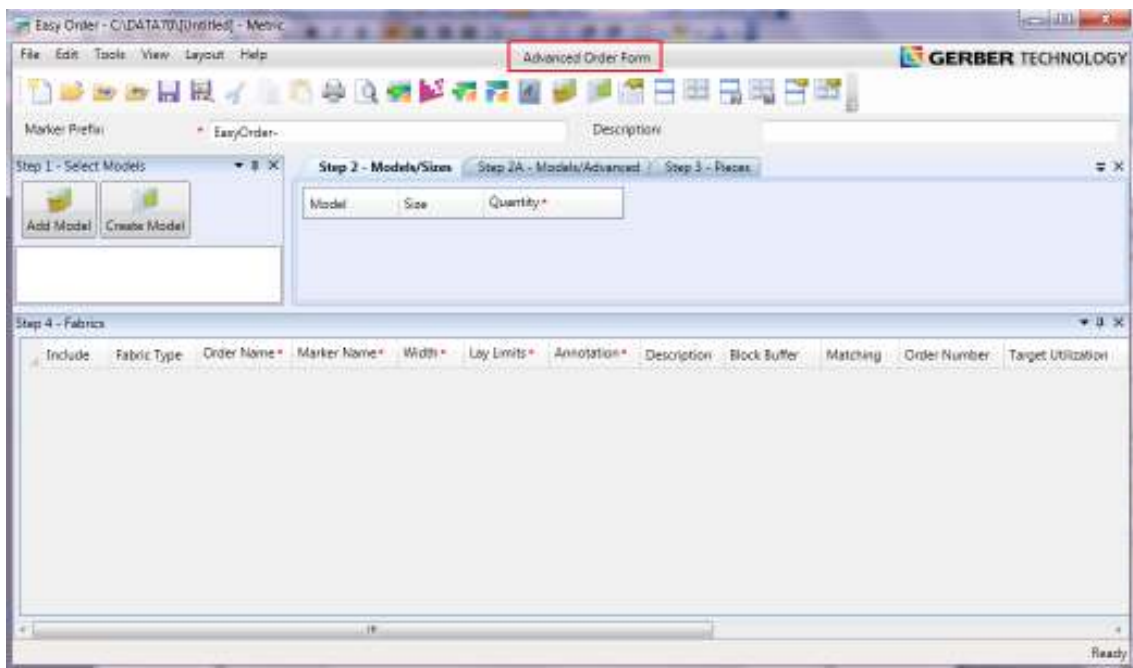 Easy Order - C:\DATA70\[Untitled] - Metric
File Edit Tools View Layout Help Advanced Order Form GERBER TECHNOLOGY
Marker Prefix * EasyOrder- Description
Step 1 - Select Models Step 2 - Models/Sizes Step 2A - Models/Advanced Step 3 - Pieces
Add Model Create Model Model Size Quantity*
Step 4 - Fabrics
Include Fabric Type Order Name* Marker Name* Width* Lay Limits* Annotation* Description Block Buffer Matching Order Number Target Utilization
Ready